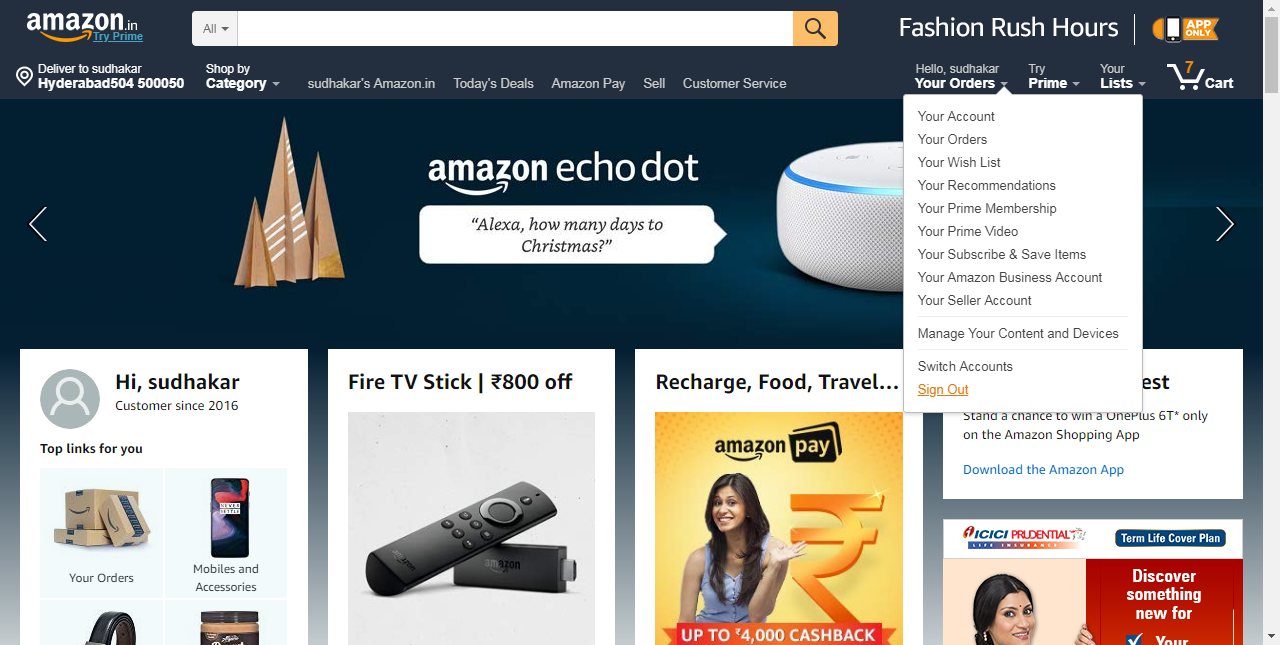 amazon.in
Try Prime
All
Fashion Rush Hours
APP ONLY
Deliver to sudhakar
Hyderabad504 500050
Shop by
Category
sudhakar's Amazon.in
Today's Deals
Amazon Pay
Sell
Customer Service
Hello, sudhakar
Your Orders
Try
Prime
Your
Lists
7
Cart
Your Account
Your Orders
Your Wish List
Your Recommendations
Your Prime Membership
Your Prime Video
Your Subscribe & Save Items
Your Amazon Business Account
Your Seller Account
Manage Your Content and Devices
Switch Accounts
Sign Out
amazon echo dot
“Alexa, how many days to
Christmas?”
Hi, sudhakar
Customer since 2016
Top links for you
Your Orders
Mobiles and
Accessories
Fire TV Stick | ₹800 off
amazon
Recharge, Food, Travel...
amazon pay
₹
UP TO ₹4,000 CASHBACK
est
Stand a chance to win a OnePlus 6T* only
on the Amazon Shopping App
Download the Amazon App
ICICI PRUDENTIAL
LIFE INSURANCE
Term Life Cover Plan
Discover
something
new for
Your